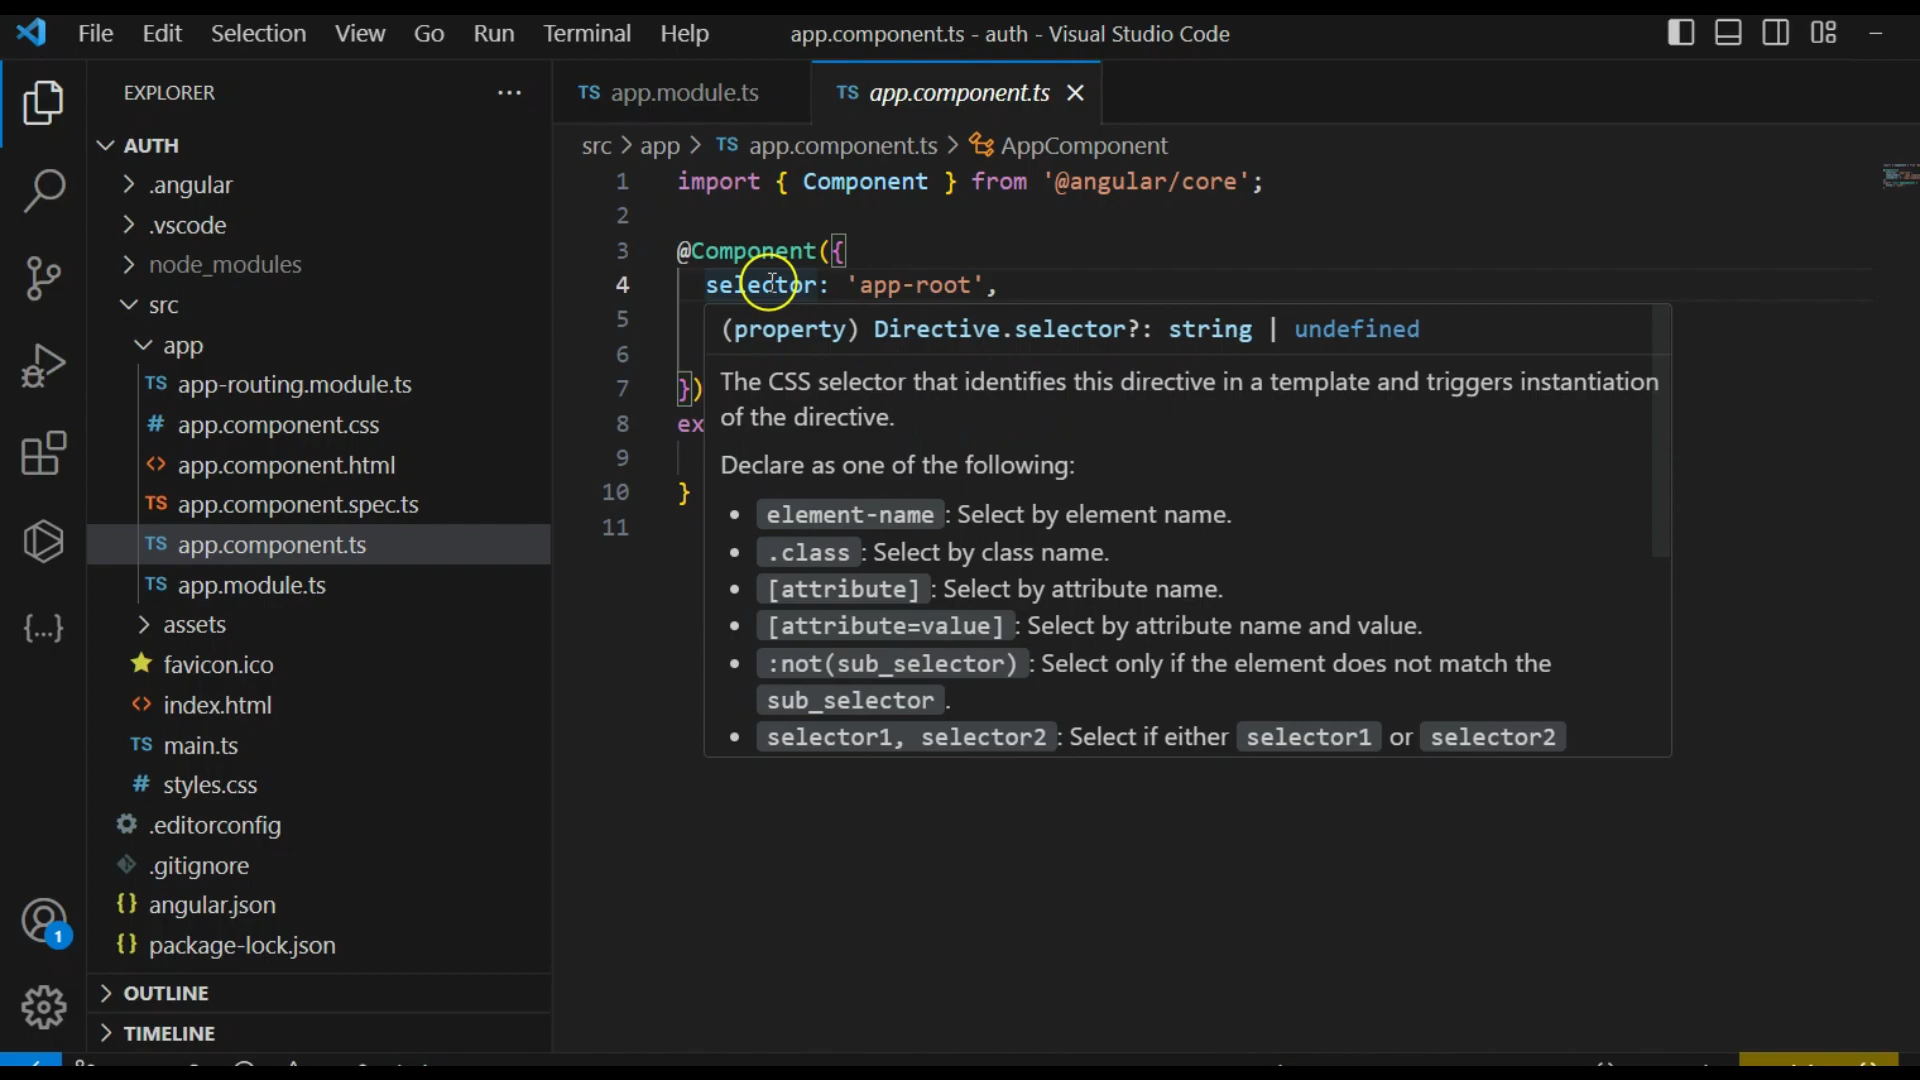 File Edit Selection View Go Run Terminal Help app.component.ts - auth - Visual Studio Code
EXPLORER ···
AUTH
.angular
.vscode
node_modules
src
app
TS app-routing.module.ts
# app.component.css
<> app.component.html
TS app.component.spec.ts
TS app.component.ts
TS app.module.ts
assets
favicon.ico
<> index.html
TS main.ts
# styles.css
.editorconfig
.gitignore
{} angular.json
{} package-lock.json
OUTLINE
TIMELINE
{...}
1
TS app.module.ts TS app.component.ts
src > app > TS app.component.ts > AppComponent
1 import { Component } from '@angular/core';
2
3 @Component({
4 selector: 'app-root',
5
6
7 })
8 ex
9
10 }
11
(property) Directive.selector?: string | undefined
The CSS selector that identifies this directive in a template and triggers instantiation
of the directive.
Declare as one of the following:
• element-name : Select by element name.
• .class : Select by class name.
• [attribute] : Select by attribute name.
• [attribute=value] : Select by attribute name and value.
• :not(sub_selector) : Select only if the element does not match the
sub_selector .
• selector1, selector2 : Select if either selector1 or selector2